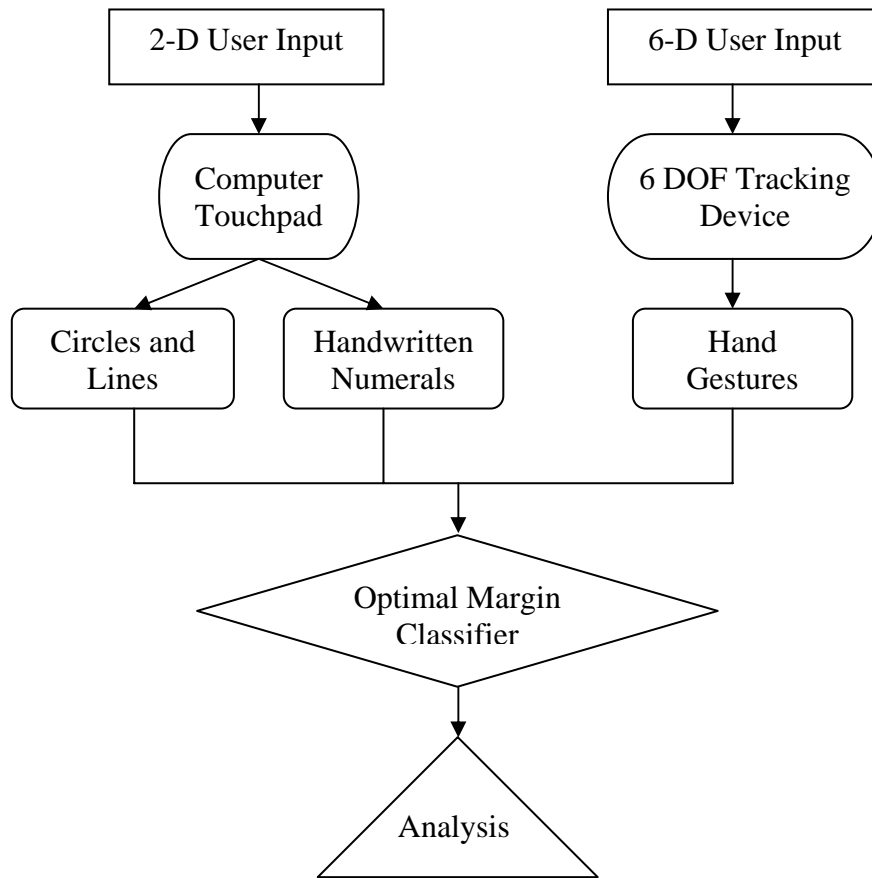 2-D User Input
6-D User Input
Computer
Touchpad
6 DOF Tracking
Device
Circles and
Lines
Handwritten
Numerals
Hand
Gestures
Optimal Margin
Classifier
Analysis